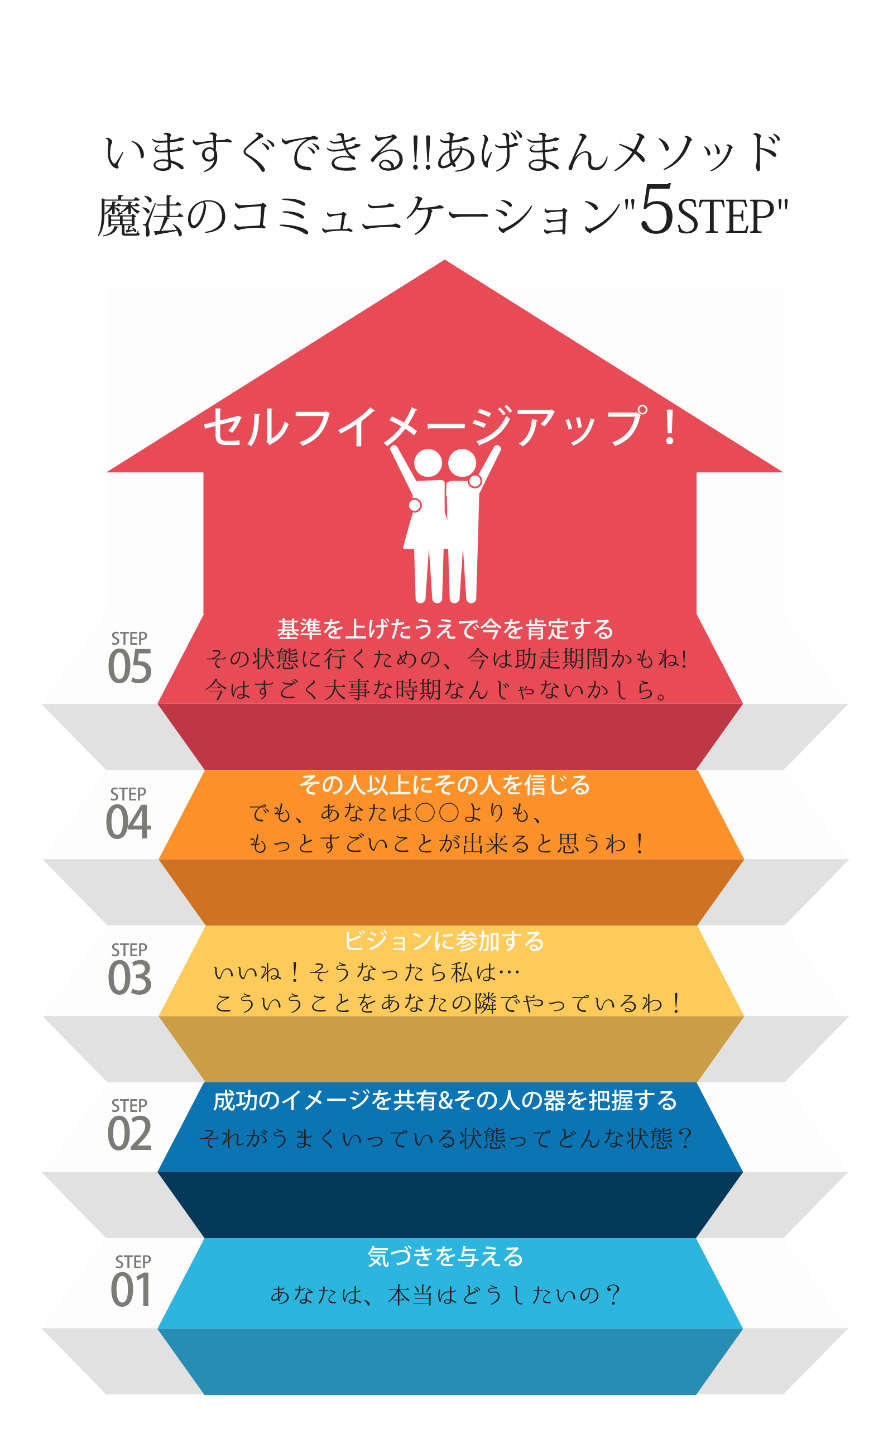 いますぐできる!!あげまんメソッド
魔法のコミュニケーション"5STEP"
セルフイメージアップ！
STEP
05
基準を上げたうえで今を肯定する
その状態に行くための、今は助走期間かもね!
今はすごく大事な時期なんじゃないかしら。
STEP
04
その人以上にその人を信じる
でも、あなたは〇〇よりも、
もっとすごいことが出来ると思うわ！
STEP
03
ビジョンに参加する
いいね！そうなったら私は…
こういうことをあなたの隣でやっているわ！
STEP
02
成功のイメージを共有&その人の器を把握する
それがうまくいっている状態ってどんな状態？
STEP
01
気づきを与える
あなたは、本当はどうしたいの？